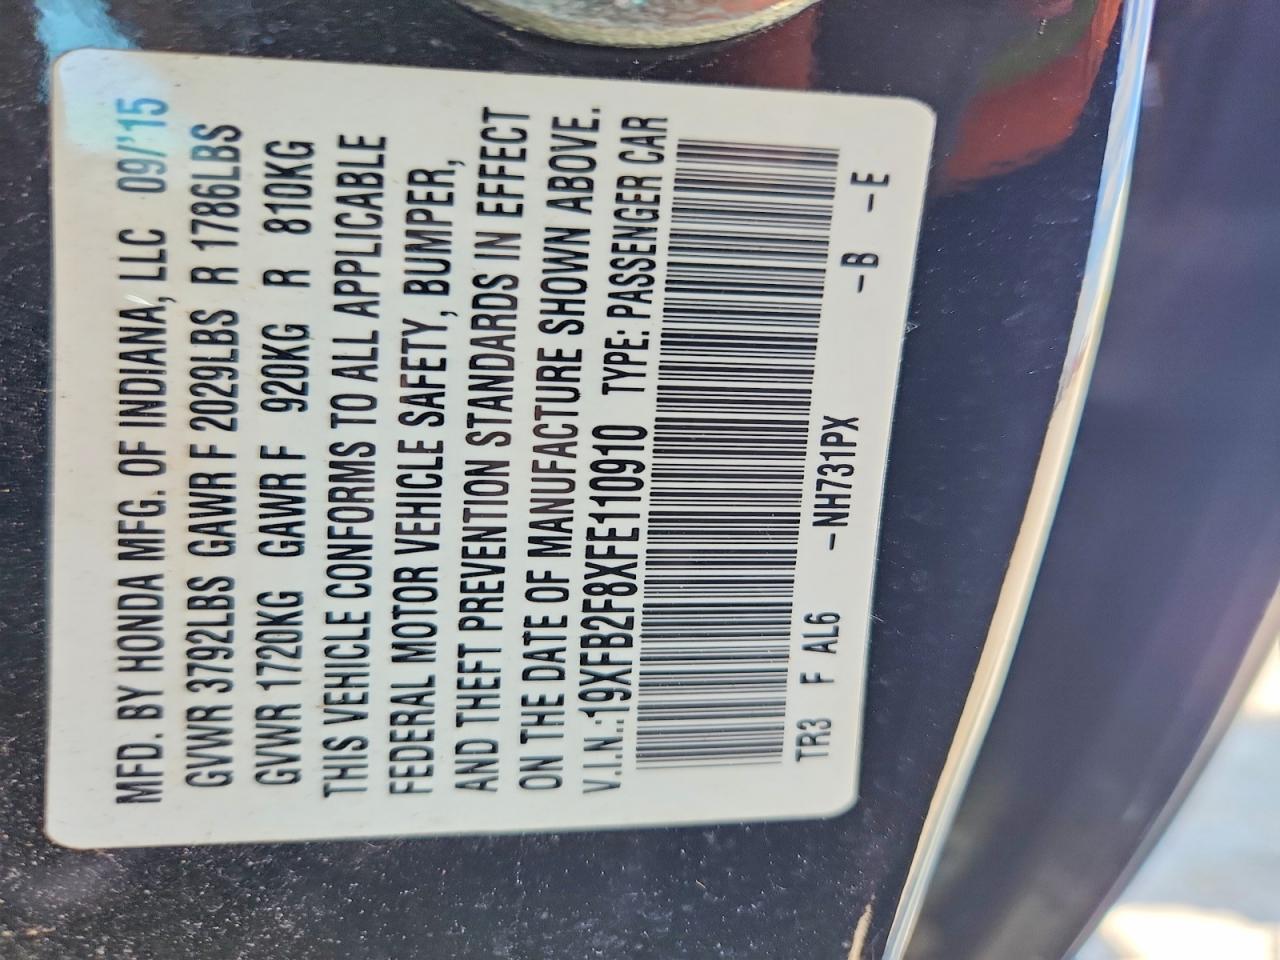 MFD. BY HONDA MFG. OF INDIANA, LLC 09/'15
GVWR 3792LBS GAWR F 2029LBS R 1786LBS
GVWR 1720KG GAWR F 920KG R 810KG
THIS VEHICLE CONFORMS TO ALL APPLICABLE
FEDERAL MOTOR VEHICLE SAFETY, BUMPER,
AND THEFT PREVENTION STANDARDS IN EFFECT
ON THE DATE OF MANUFACTURE SHOWN ABOVE.
V.I.N.:19XFB2F8XFE110910 TYPE: PASSENGER CAR
TR3 F AL6 -NH731PX -B -E